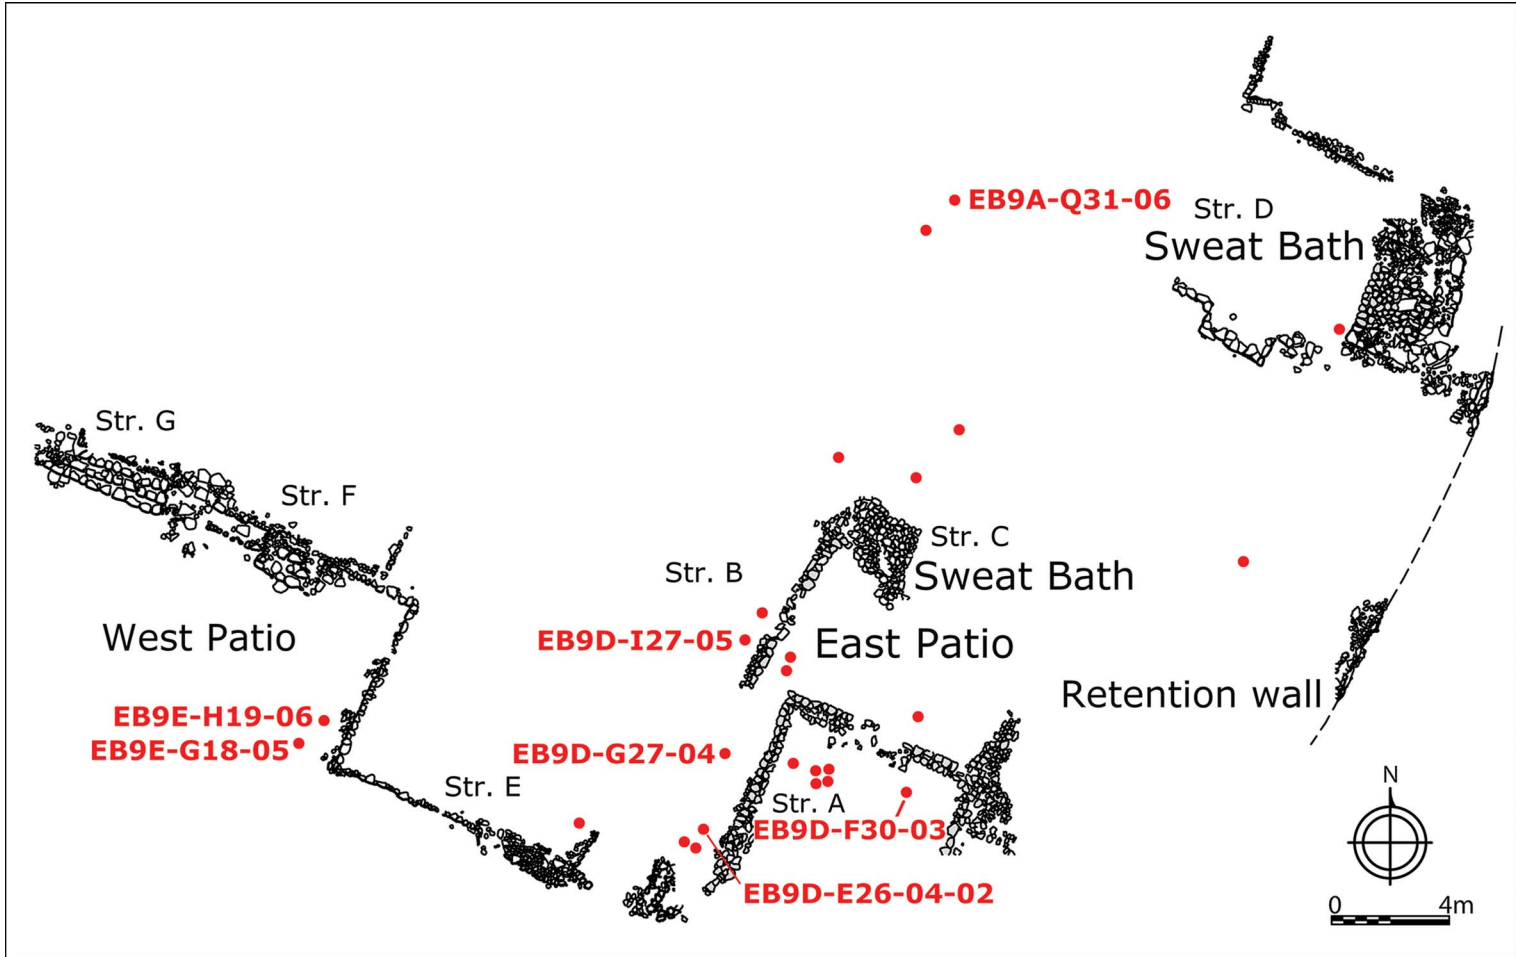 EB9A-Q31-06
Str. D
Sweat Bath
Str. G
Str. F
Str. C
Sweat Bath
Str. B
West Patio
EB9D-I27-05
East Patio
Retention wall
EB9E-H19-06
EB9E-G18-05
EB9D-G27-04
Str. E
Str. A
EB9D-F30-03
EB9D-E26-04-02
N
0 4m